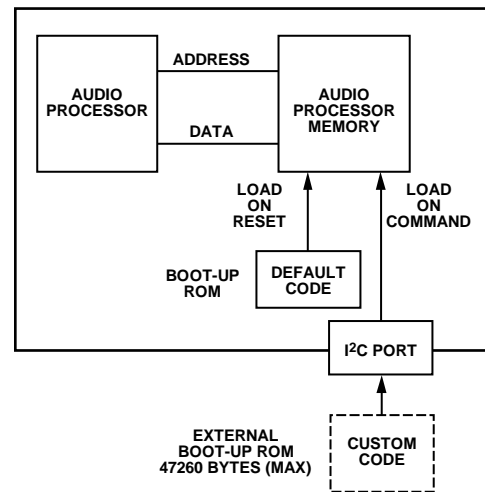 ADDRESS
AUDIO
PROCESSOR
AUDIO
PROCESSOR
MEMORY
DATA
LOAD
ON
RESET
LOAD
ON
COMMAND
BOOT-UP
ROM
DEFAULT
CODE
I2C PORT
EXTERNAL
BOOT-UP ROM
47260 BYTES (MAX)
CUSTOM
CODE